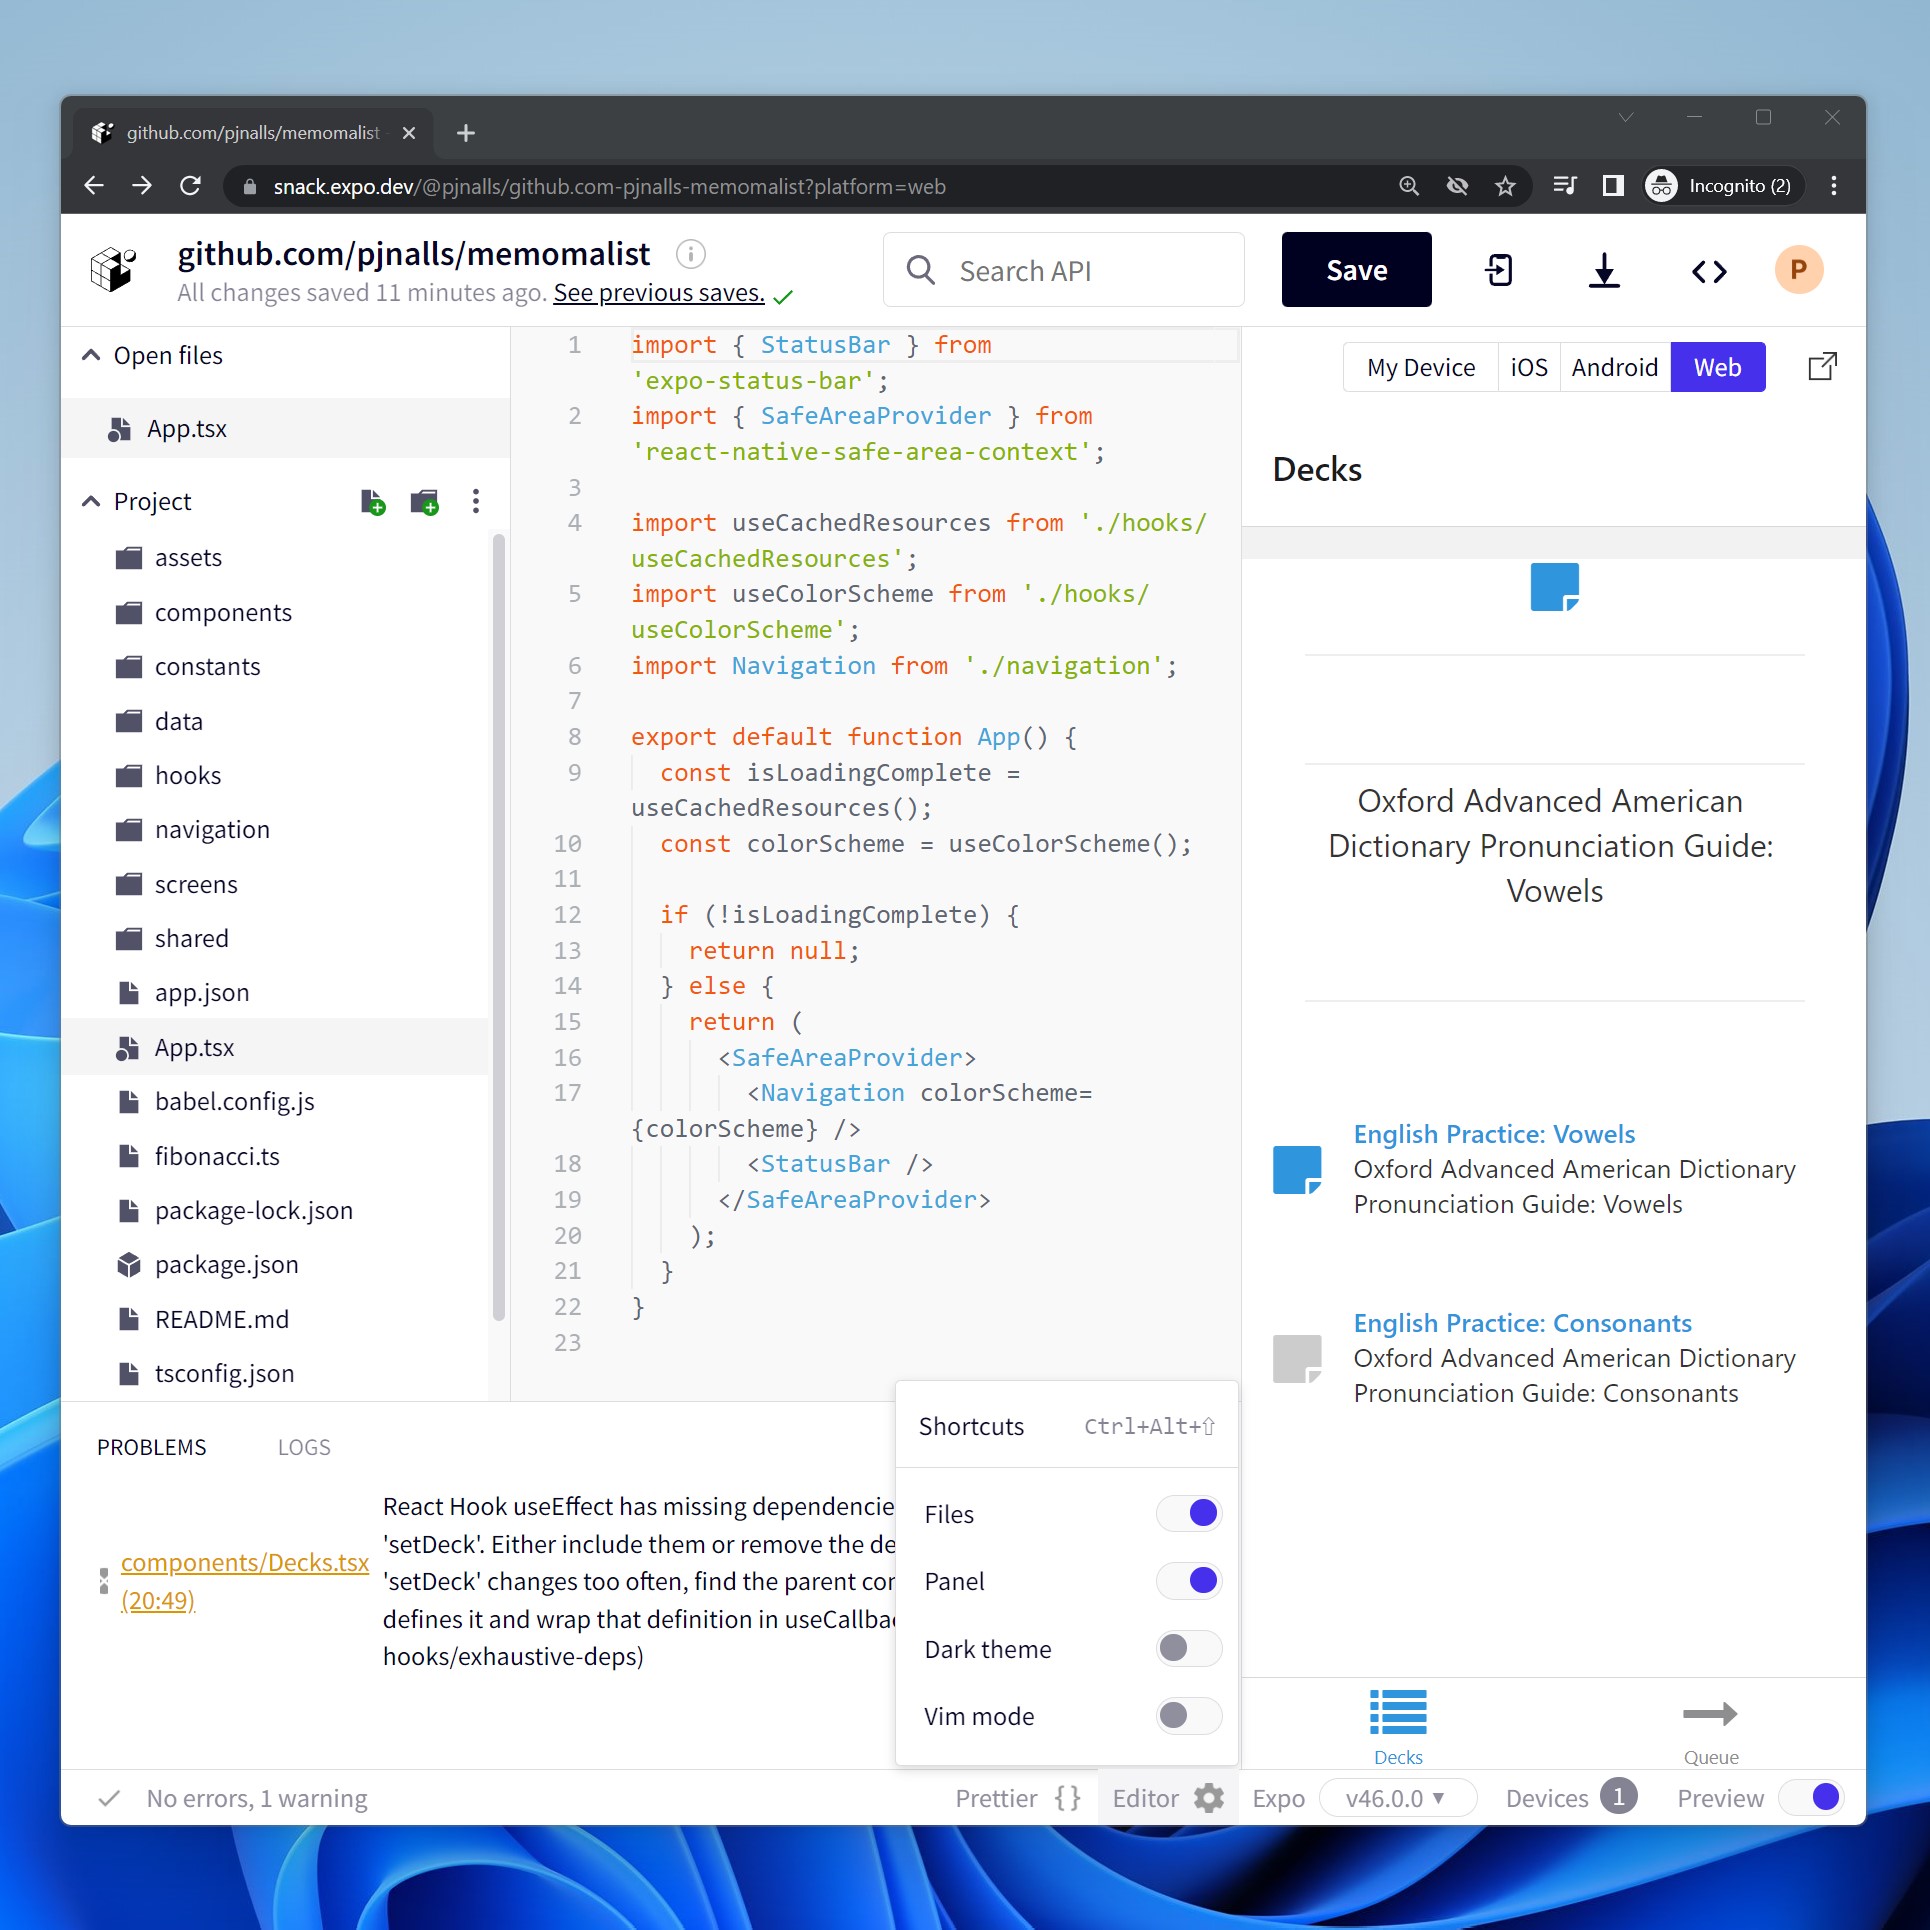 github.com/pjnalls/memomalist
snack.expo.dev/@pjnalls/github.com-pjnalls-memomalist?platform=web
Incognito (2)
github.com/pjnalls/memomalist
All changes saved 11 minutes ago. See previous saves.
Search API
Save
P
Open files
App.tsx
Project
assets
components
constants
data
hooks
navigation
screens
shared
app.json
App.tsx
babel.config.js
fibonacci.ts
package-lock.json
package.json
README.md
tsconfig.json
1 import { StatusBar } from
'expo-status-bar';
2 import { SafeAreaProvider } from
'react-native-safe-area-context';
3
4 import useCachedResources from './hooks/
useCachedResources';
5 import useColorScheme from './hooks/
useColorScheme';
6 import Navigation from './navigation';
7
8 export default function App() {
9 const isLoadingComplete =
useCachedResources();
10 const colorScheme = useColorScheme();
11
12 if (!isLoadingComplete) {
13 return null;
14 } else {
15 return (
16 <SafeAreaProvider>
17 <Navigation colorScheme=
{colorScheme} />
18 <StatusBar />
19 </SafeAreaProvider>
20 );
21 }
22 }
23
My Device iOS Android Web
Decks
Oxford Advanced American
Dictionary Pronunciation Guide:
Vowels
English Practice: Vowels
Oxford Advanced American Dictionary
Pronunciation Guide: Vowels
English Practice: Consonants
Oxford Advanced American Dictionary
Pronunciation Guide: Consonants
Decks
Queue
PROBLEMS LOGS
components/Decks.tsx
(20:49)
React Hook useEffect has missing dependencie
'setDeck'. Either include them or remove the de
'setDeck' changes too often, find the parent cor
defines it and wrap that definition in useCallba
hooks/exhaustive-deps)
Shortcuts Ctrl+Alt+⇧
Files
Panel
Dark theme
Vim mode
No errors, 1 warning
Prettier {}
Editor
Expo v46.0.0
Devices 1
Preview